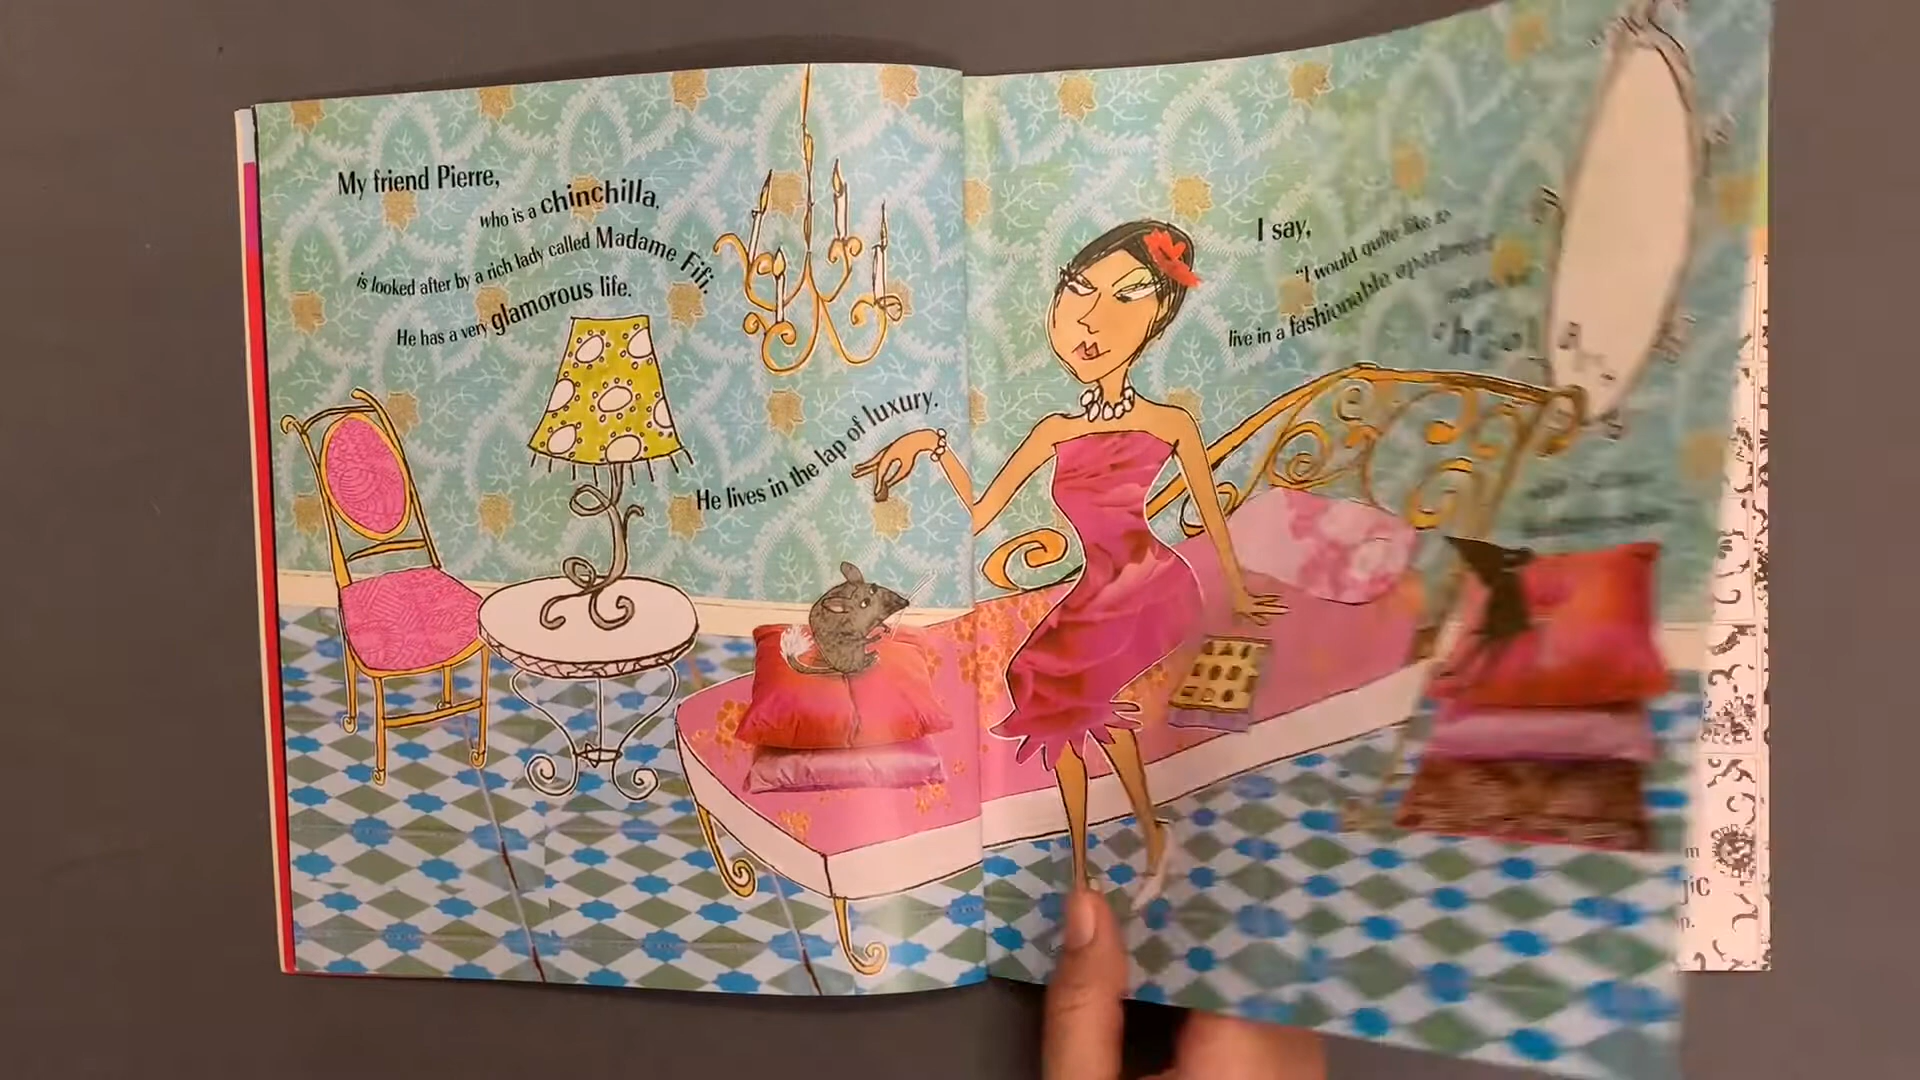 My friend Pierre,
who is a chinchilla,
is looked after by a rich lady called Madame Fifi.
He has a very glamorous life.
He lives in the lap of luxury.
I say,
“I would quite like to
live in a fashionable apartment